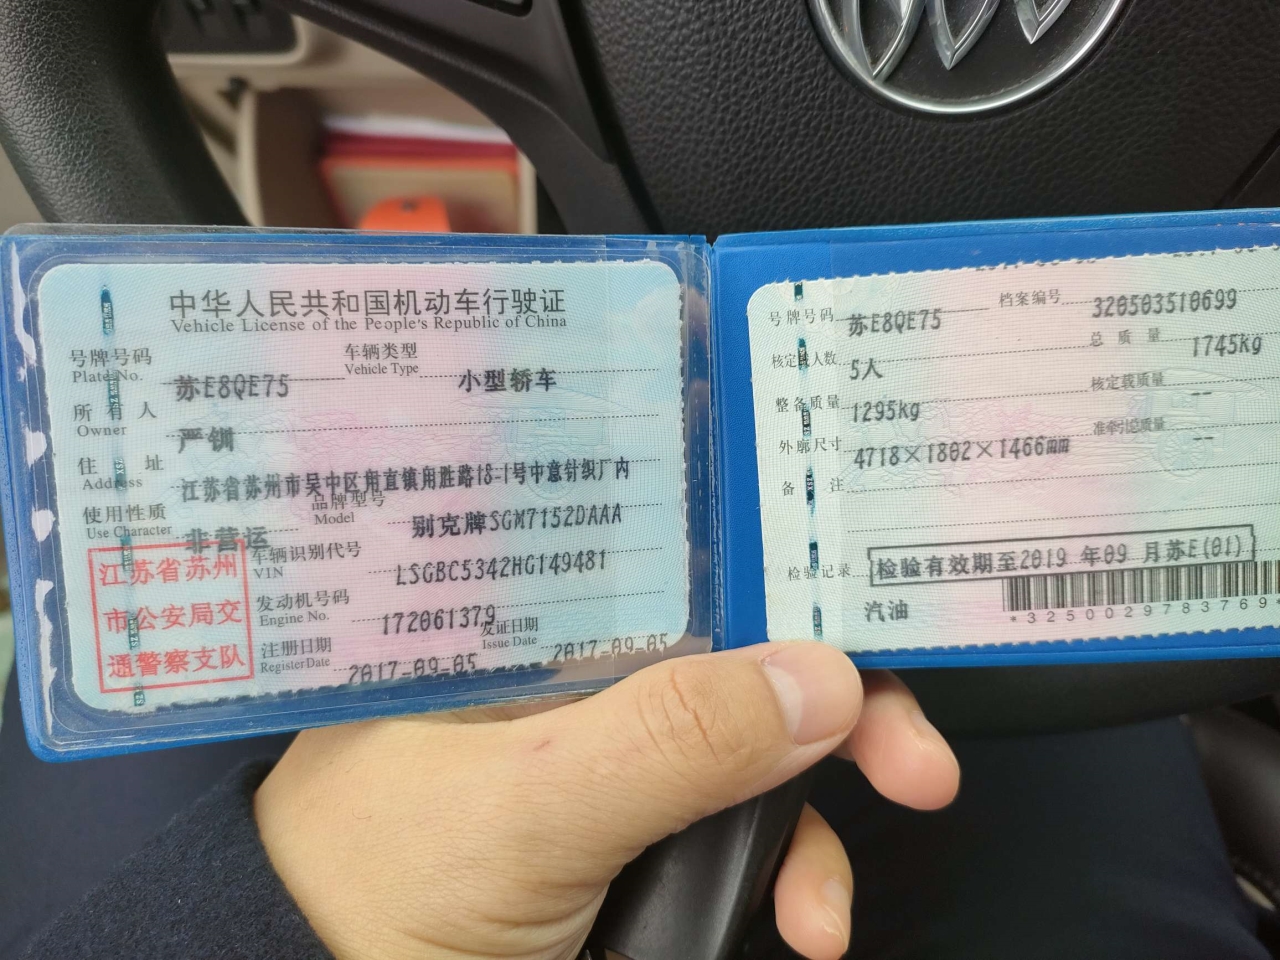 中华人民共和国机动车行驶证
Vehicle License of the People's Republic of China
号牌号码 苏E8QE75 车辆类型 小型轿车
Plate No. Vehicle Type
所有人 严钏
Owner
住址 江苏省苏州市吴中区甪直镇甪胜路18-1号中意针织厂内
Address
使用性质 非营运 品牌型号 别克牌SGM7152DAAA
Use Character Model
车辆识别代号 LSGBC5342HG149481
VIN
发动机号码 172061379
Engine No.
注册日期 2017-09-05 发证日期 2017-09-05
Register Date Issue Date
江苏省苏州
市公安局交
通警察支队
号牌号码 苏E8QE75 档案编号 320503510699
核定载人数 5人 总质量 1745kg
整备质量 1295kg 核定载质量 --
外廓尺寸 4718×1802×1466mm 准牵引总质量 --
备注
检验记录 检验有效期至2019年09月苏E(01)
汽油
*3250029783769